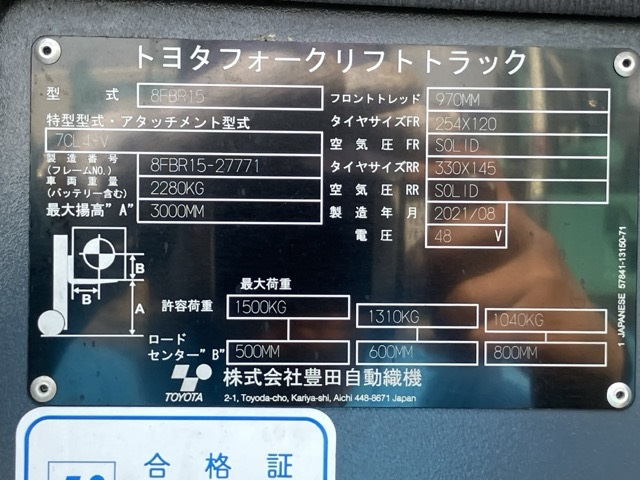 トヨタフォークリフトトラック
型 式 8FBR15
特型型式・アタッチメント型式
製造番号 (フレームNO.) 8FBR15-27771
車両重量 (バッテリー含む) 2280KG
最大揚高"A" 3000MM
フロントトレッド 970MM
タイヤサイズFR 254X120
空気圧 FR SOLID
タイヤサイズRR 330X145
空気圧 RR SOLID
製造年月 2021/08
電圧 48 V
B
B
A
最大荷重
許容荷重 1500KG 1310KG 1040KG
ロードセンター"B" 500MM 600MM 800MM
TOYOTA
株式会社豊田自動織機
2-1, Toyoda-cho, Kariya-shi, Aichi 448-8671 Japan
1 JAPANESE 57841-13150-71
合格証